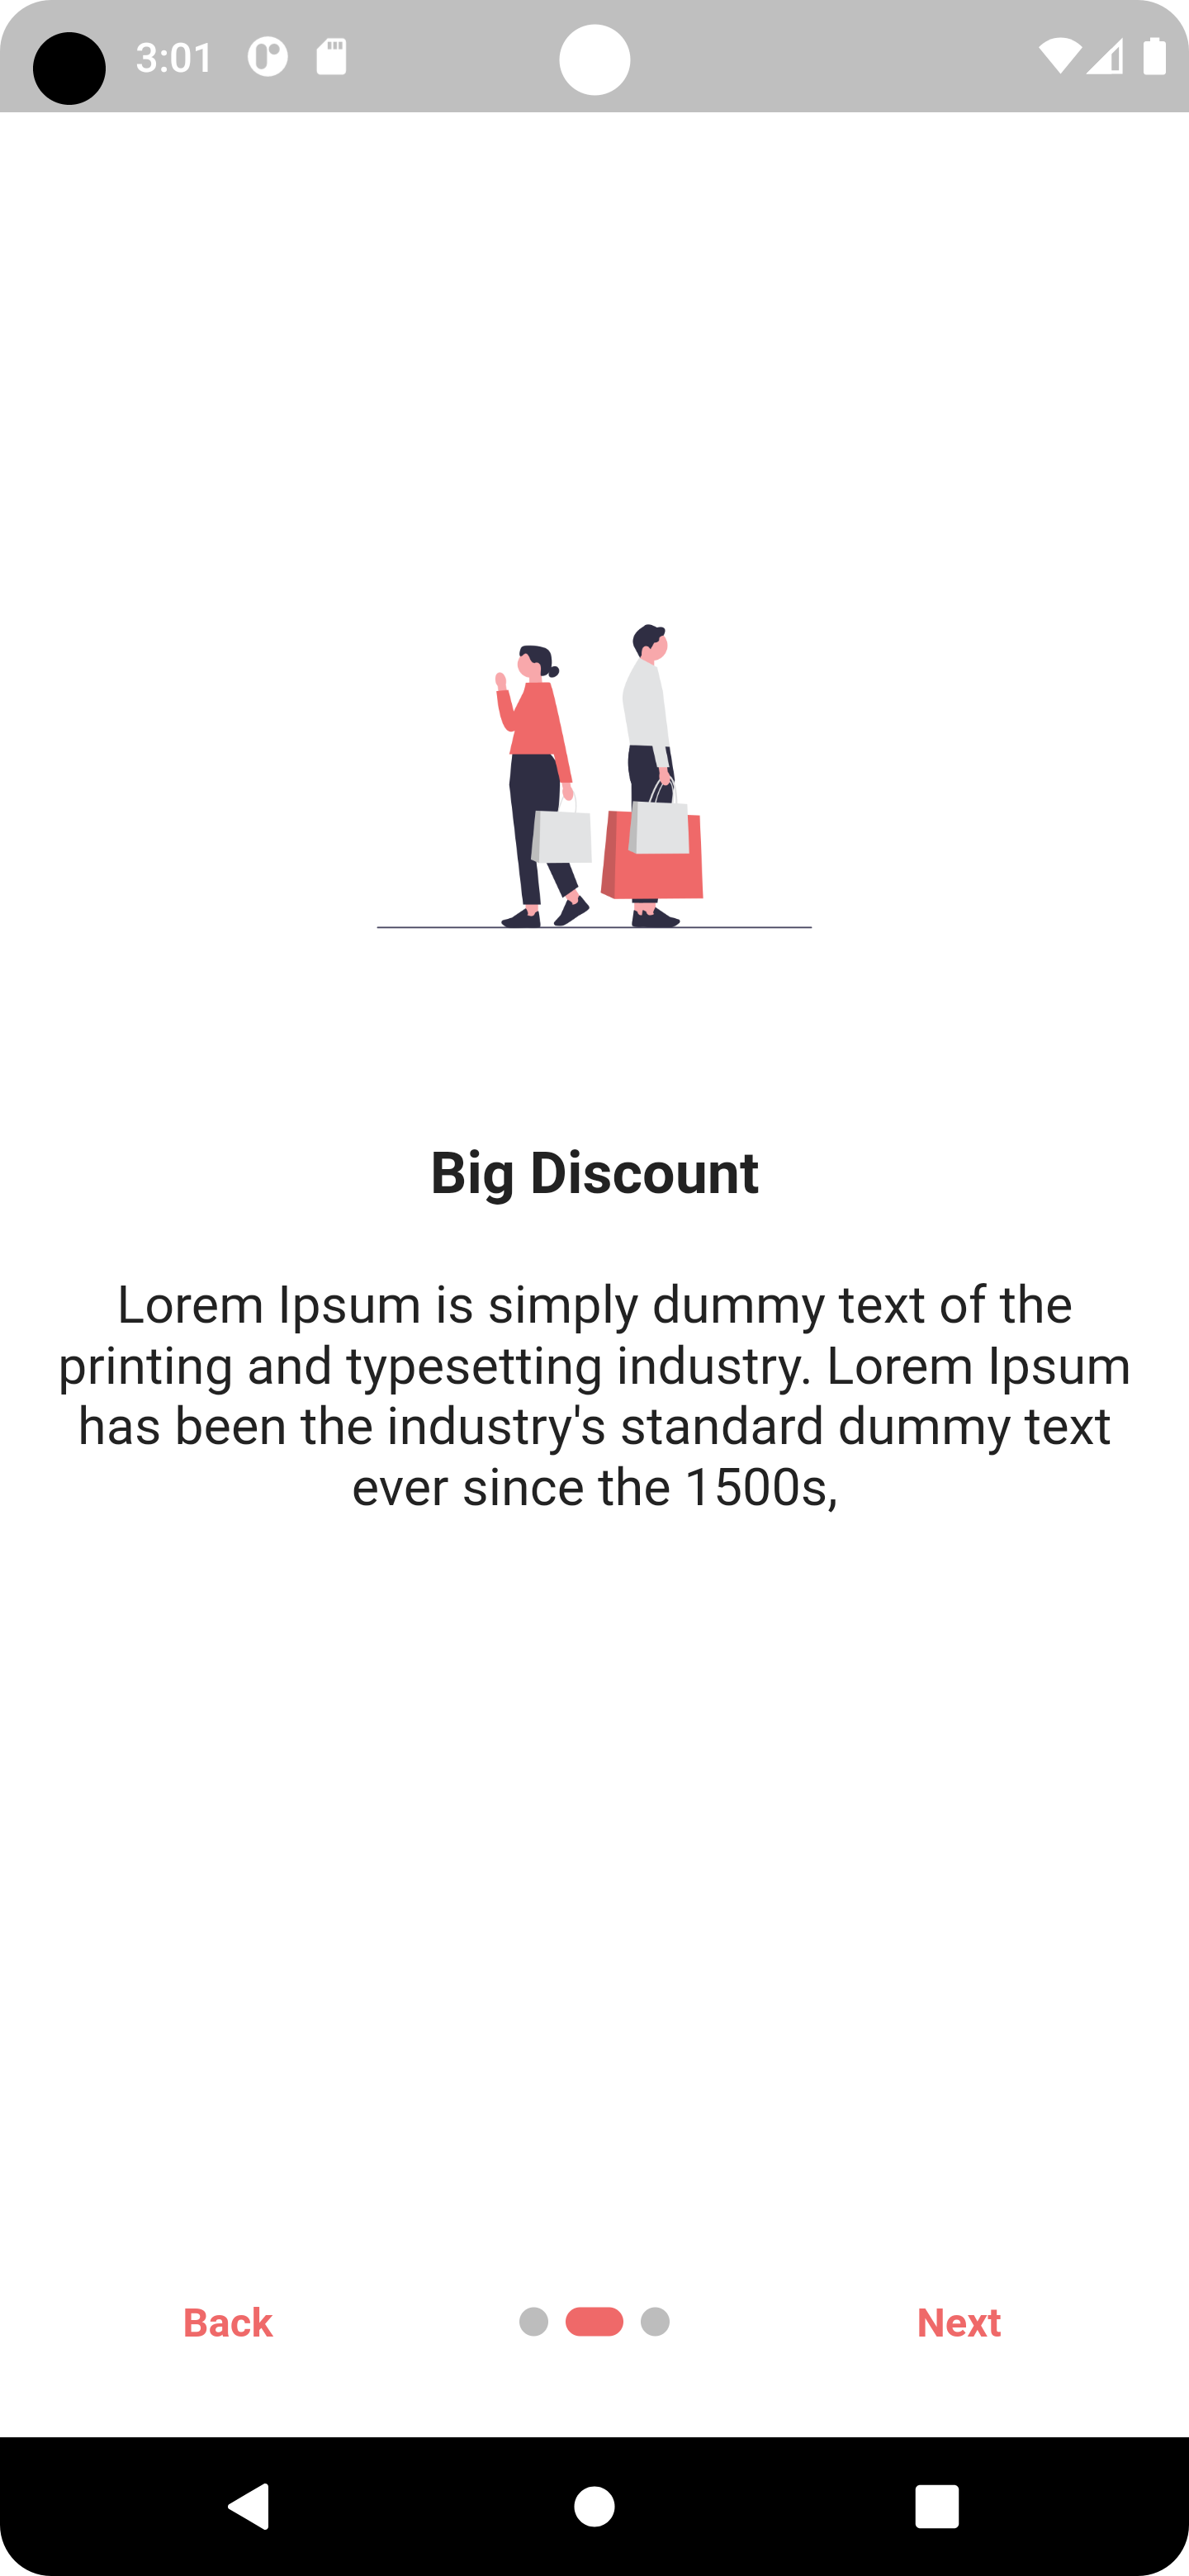 3:01
Big Discount
Lorem Ipsum is simply dummy text of the
printing and typesetting industry. Lorem Ipsum
has been the industry's standard dummy text
ever since the 1500s,
Back
Next